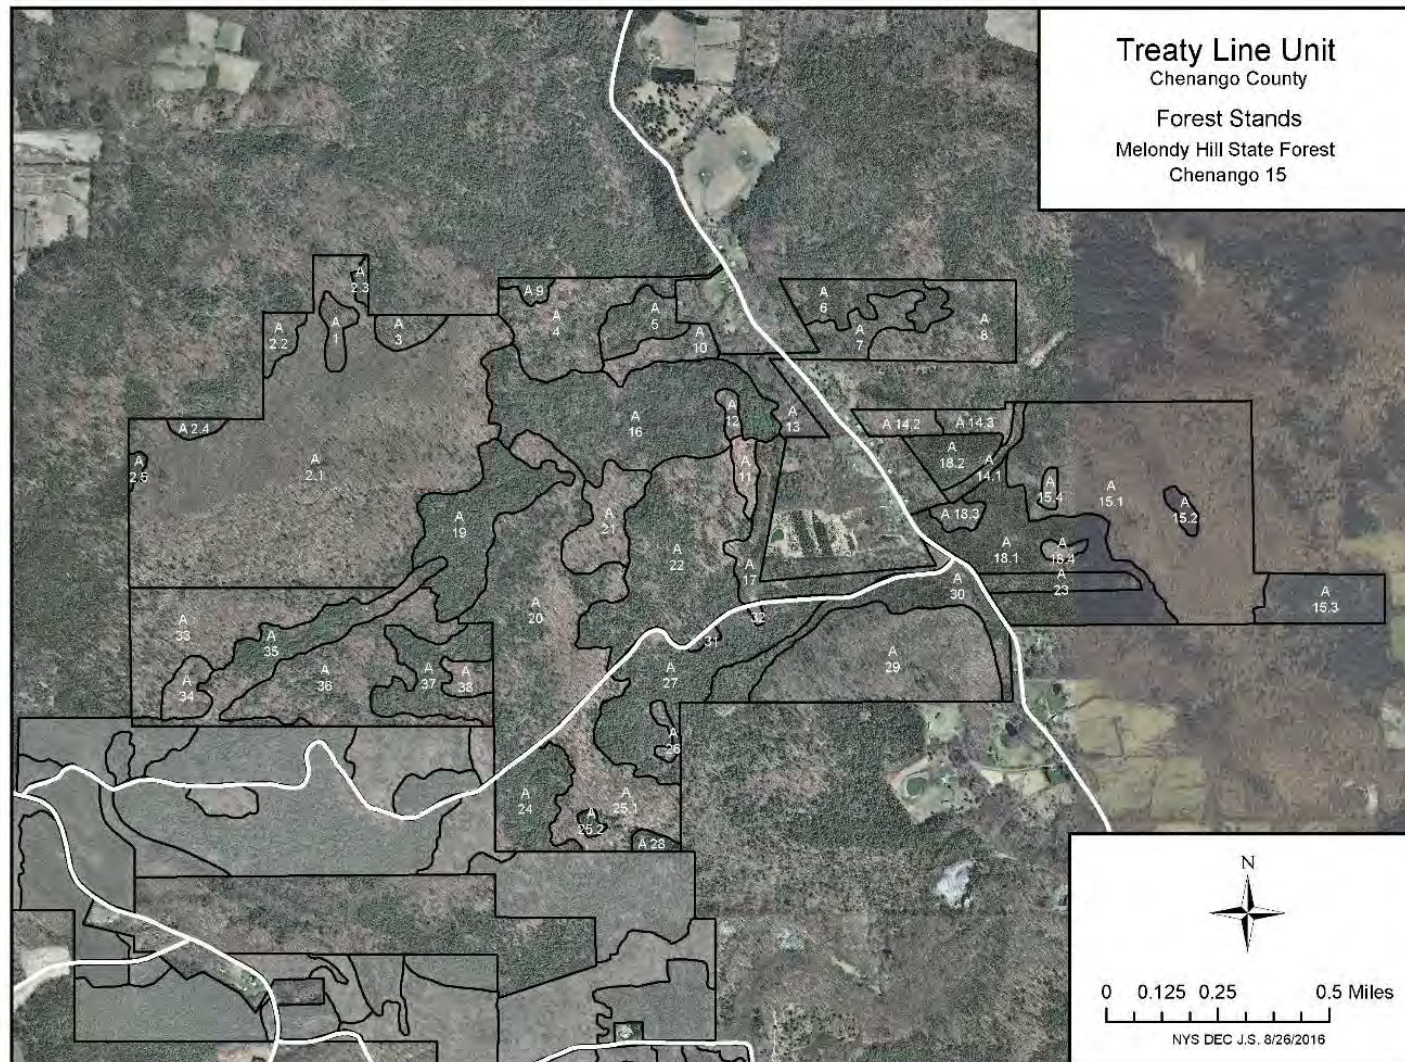 Treaty Line Unit
Chenango County
Forest Stands
Melondy Hill State Forest
Chenango 15
A
2.3
A 9
A
4
A
5
A
6
A
7
A
8
A
2.2
A
1
A
3
A
10
A
12
A
13
A 14.2
A 14.3
A
16
A 2.4
A
2.5
A
2.1
A
11
A
18.2
A
14.1
A
15.4
A
15.1
A
15.2
A
19
A
21
A
22
A 18.3
A
18.1
A
18.4
A
17
A
30
A
23
A
15.3
A
20
32
31
A
33
A
35
A
34
A
36
A
37
A
38
A
27
A
29
A
26
A
24
A
25.1
A
25.2
A 28
N
0 0.125 0.25 0.5 Miles
NYS DEC J.S. 8/26/2016